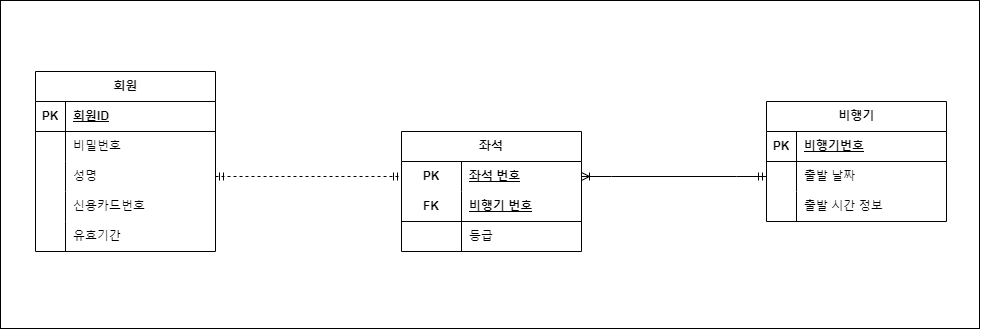 회원
PK 회원ID
비밀번호
성명
신용카드번호
유효기간
좌석
PK 좌석 번호
FK 비행기 번호
등급
비행기
PK 비행기번호
출발 날짜
출발 시간 정보